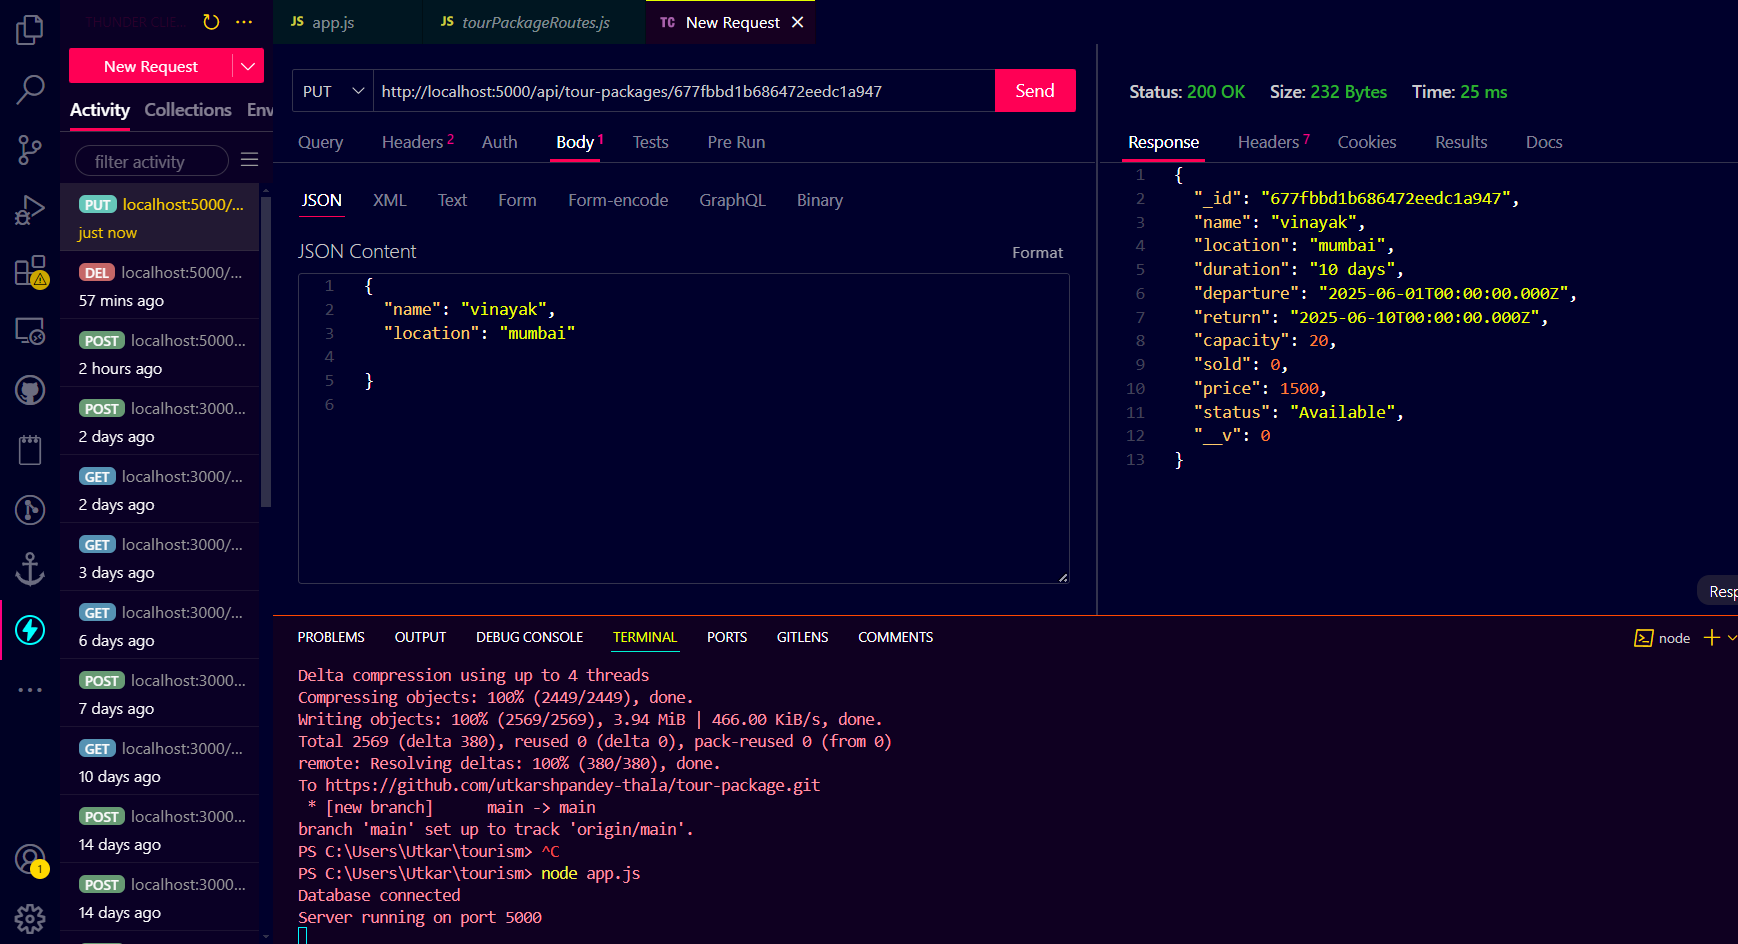 THUNDER CLIE...
New Request
Activity Collections Env
filter activity
PUT localhost:5000/...
just now
DEL localhost:5000/...
57 mins ago
POST localhost:5000...
2 hours ago
POST localhost:3000...
2 days ago
GET localhost:3000/...
2 days ago
GET localhost:3000/...
3 days ago
GET localhost:3000/...
6 days ago
POST localhost:3000...
7 days ago
GET localhost:3000/...
10 days ago
POST localhost:3000...
14 days ago
POST localhost:3000...
14 days ago
1
JS app.js
JS tourPackageRoutes.js
TC New Request
PUT http://localhost:5000/api/tour-packages/677fbbd1b686472eedc1a947 Send
Query Headers 2 Auth Body 1 Tests Pre Run
JSON XML Text Form Form-encode GraphQL Binary
JSON Content Format
1 {
2 "name": "vinayak",
3 "location": "mumbai"
4
5 }
6
Status: 200 OK Size: 232 Bytes Time: 25 ms
Response Headers 7 Cookies Results Docs
1 {
2 "_id": "677fbbd1b686472eedc1a947",
3 "name": "vinayak",
4 "location": "mumbai",
5 "duration": "10 days",
6 "departure": "2025-06-01T00:00:00.000Z",
7 "return": "2025-06-10T00:00:00.000Z",
8 "capacity": 20,
9 "sold": 0,
10 "price": 1500,
11 "status": "Available",
12 "__v": 0
13 }
Resp
PROBLEMS OUTPUT DEBUG CONSOLE TERMINAL PORTS GITLENS COMMENTS
node
Delta compression using up to 4 threads
Compressing objects: 100% (2449/2449), done.
Writing objects: 100% (2569/2569), 3.94 MiB | 466.00 KiB/s, done.
Total 2569 (delta 380), reused 0 (delta 0), pack-reused 0 (from 0)
remote: Resolving deltas: 100% (380/380), done.
To https://github.com/utkarshpandey-thala/tour-package.git
* [new branch] main -> main
branch 'main' set up to track 'origin/main'.
PS C:\Users\Utkar\tourism> ^C
PS C:\Users\Utkar\tourism> node app.js
Database connected
Server running on port 5000